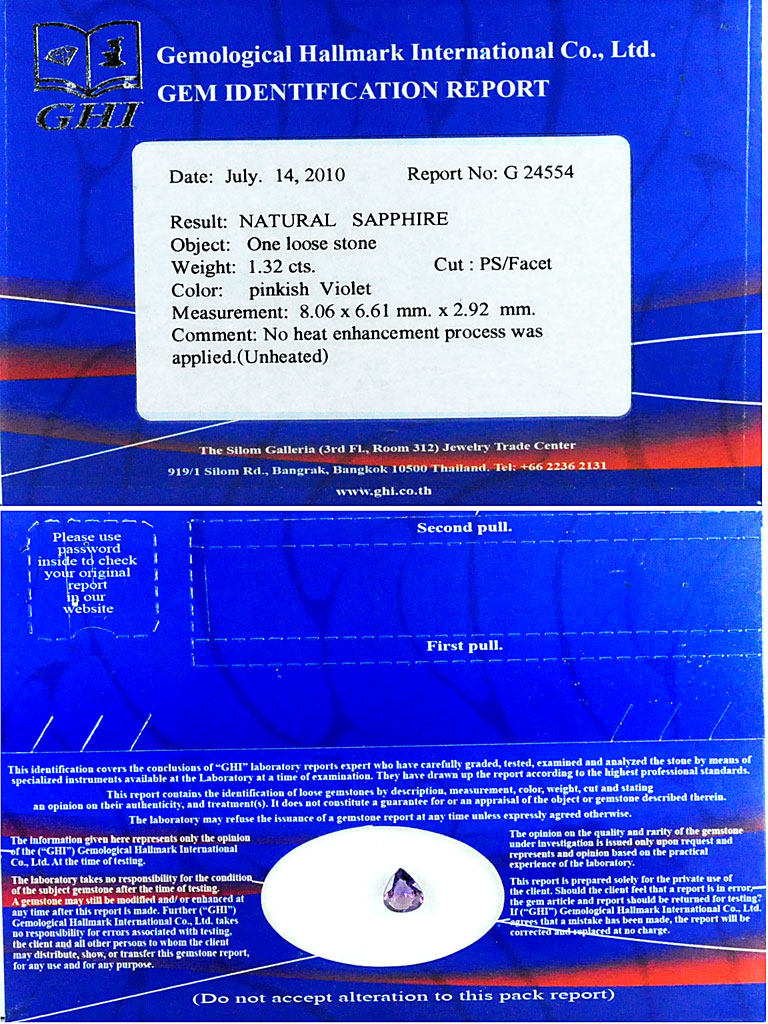 GHI
Gemological Hallmark International Co., Ltd.
GEM IDENTIFICATION REPORT
Date: July. 14, 2010 Report No: G 24554
Result: NATURAL SAPPHIRE
Object: One loose stone
Weight: 1.32 cts. Cut : PS/Facet
Color: pinkish Violet
Measurement: 8.06 x 6.61 mm. x 2.92 mm.
Comment: No heat enhancement process was
applied.(Unheated)
The Silom Galleria (3rd Fl., Room 312) Jewelry Trade Center
919/1 Silom Rd., Bangrak, Bangkok 10500 Thailand. Tel: +66 2236 2131
www.ghi.co.th
Please use
password
inside to check
your original
report
in our
website
Second pull.
First pull.
This identification covers the conclusions of “GHI” laboratory reports expert who have carefully graded, tested, examined and analyzed the stone by means of
specialized instruments available at the Laboratory at a time of examination. They have drawn up the report according to the highest professional standards.
This report contains the identification of loose gemstones by description, measurement, color, weight, cut and stating
an opinion on their authenticity, and treatment(s). It does not constitute a guarantee for or an appraisal of the object or gemstone described therein.
The laboratory may refuse the issuance of a gemstone report at any time unless expressly agreed otherwise.
The information given here represents only the opinion
of the (“GHI”) Gemological Hallmark International
Co., Ltd. At the time of testing.
The laboratory takes no responsibility for the condition
of the subject gemstone after the time of testing.
A gemstone may still be modified and/ or enhanced at
any time after this report is made. Further (“GHI”)
Gemological Hallmark International Co., Ltd. takes
no responsibility for errors associated with testing,
the client and all other persons to whom the client
may distribute, show, or transfer this gemstone report,
for any use and for any purpose.
The opinion on the quality and rarity of the gemstone
under investigation is issued only upon request and
represents and opinion based on the practical
experience of the laboratory.
This report is prepared solely for the private use of
the client. Should the client feel that a report is in error,
the gem article and report should be returned for testing?
If (“GHI”) Gemological Hallmark International Co., Ltd.
agrees that a mistake has been made, the report will be
corrected and replaced at no charge.
(Do not accept alteration to this pack report)